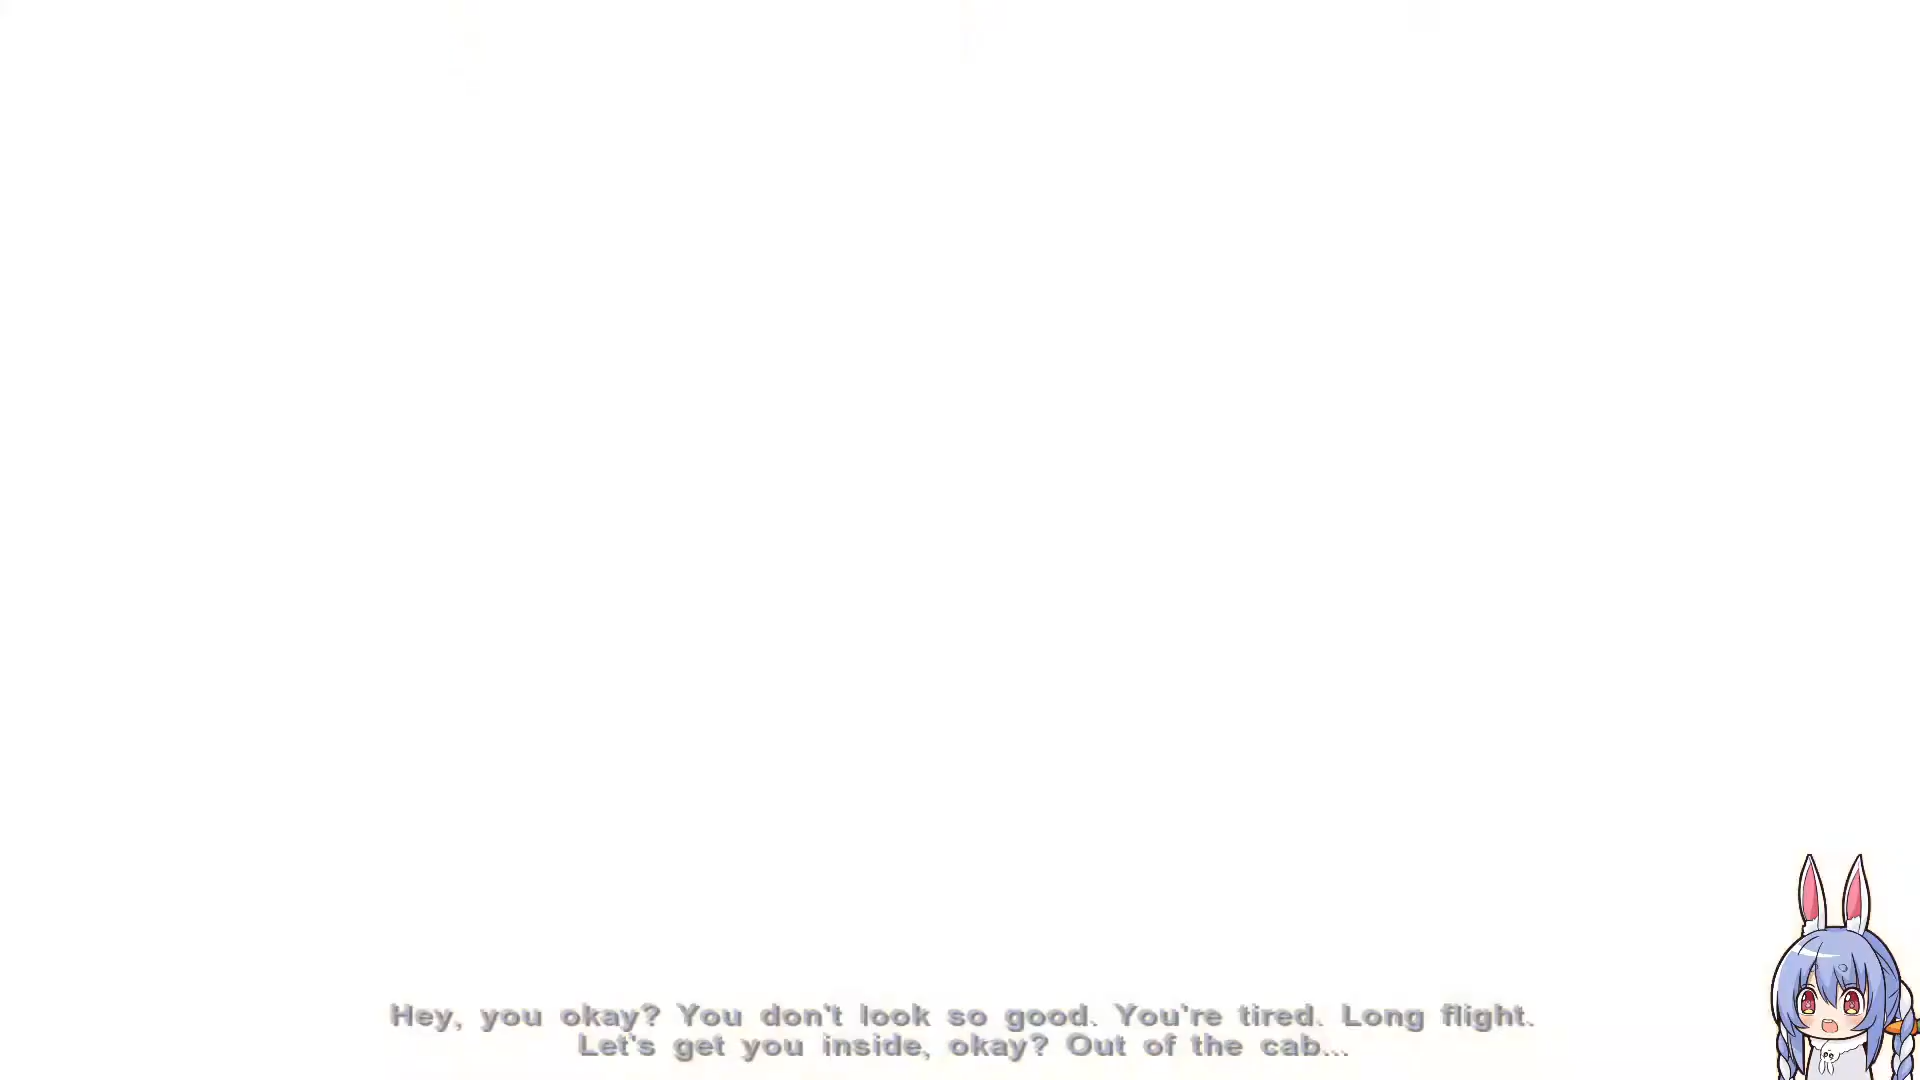 Hey, you okay? You don't look so good. You're tired. Long flight.
Let's get you inside, okay? Out of the cab...